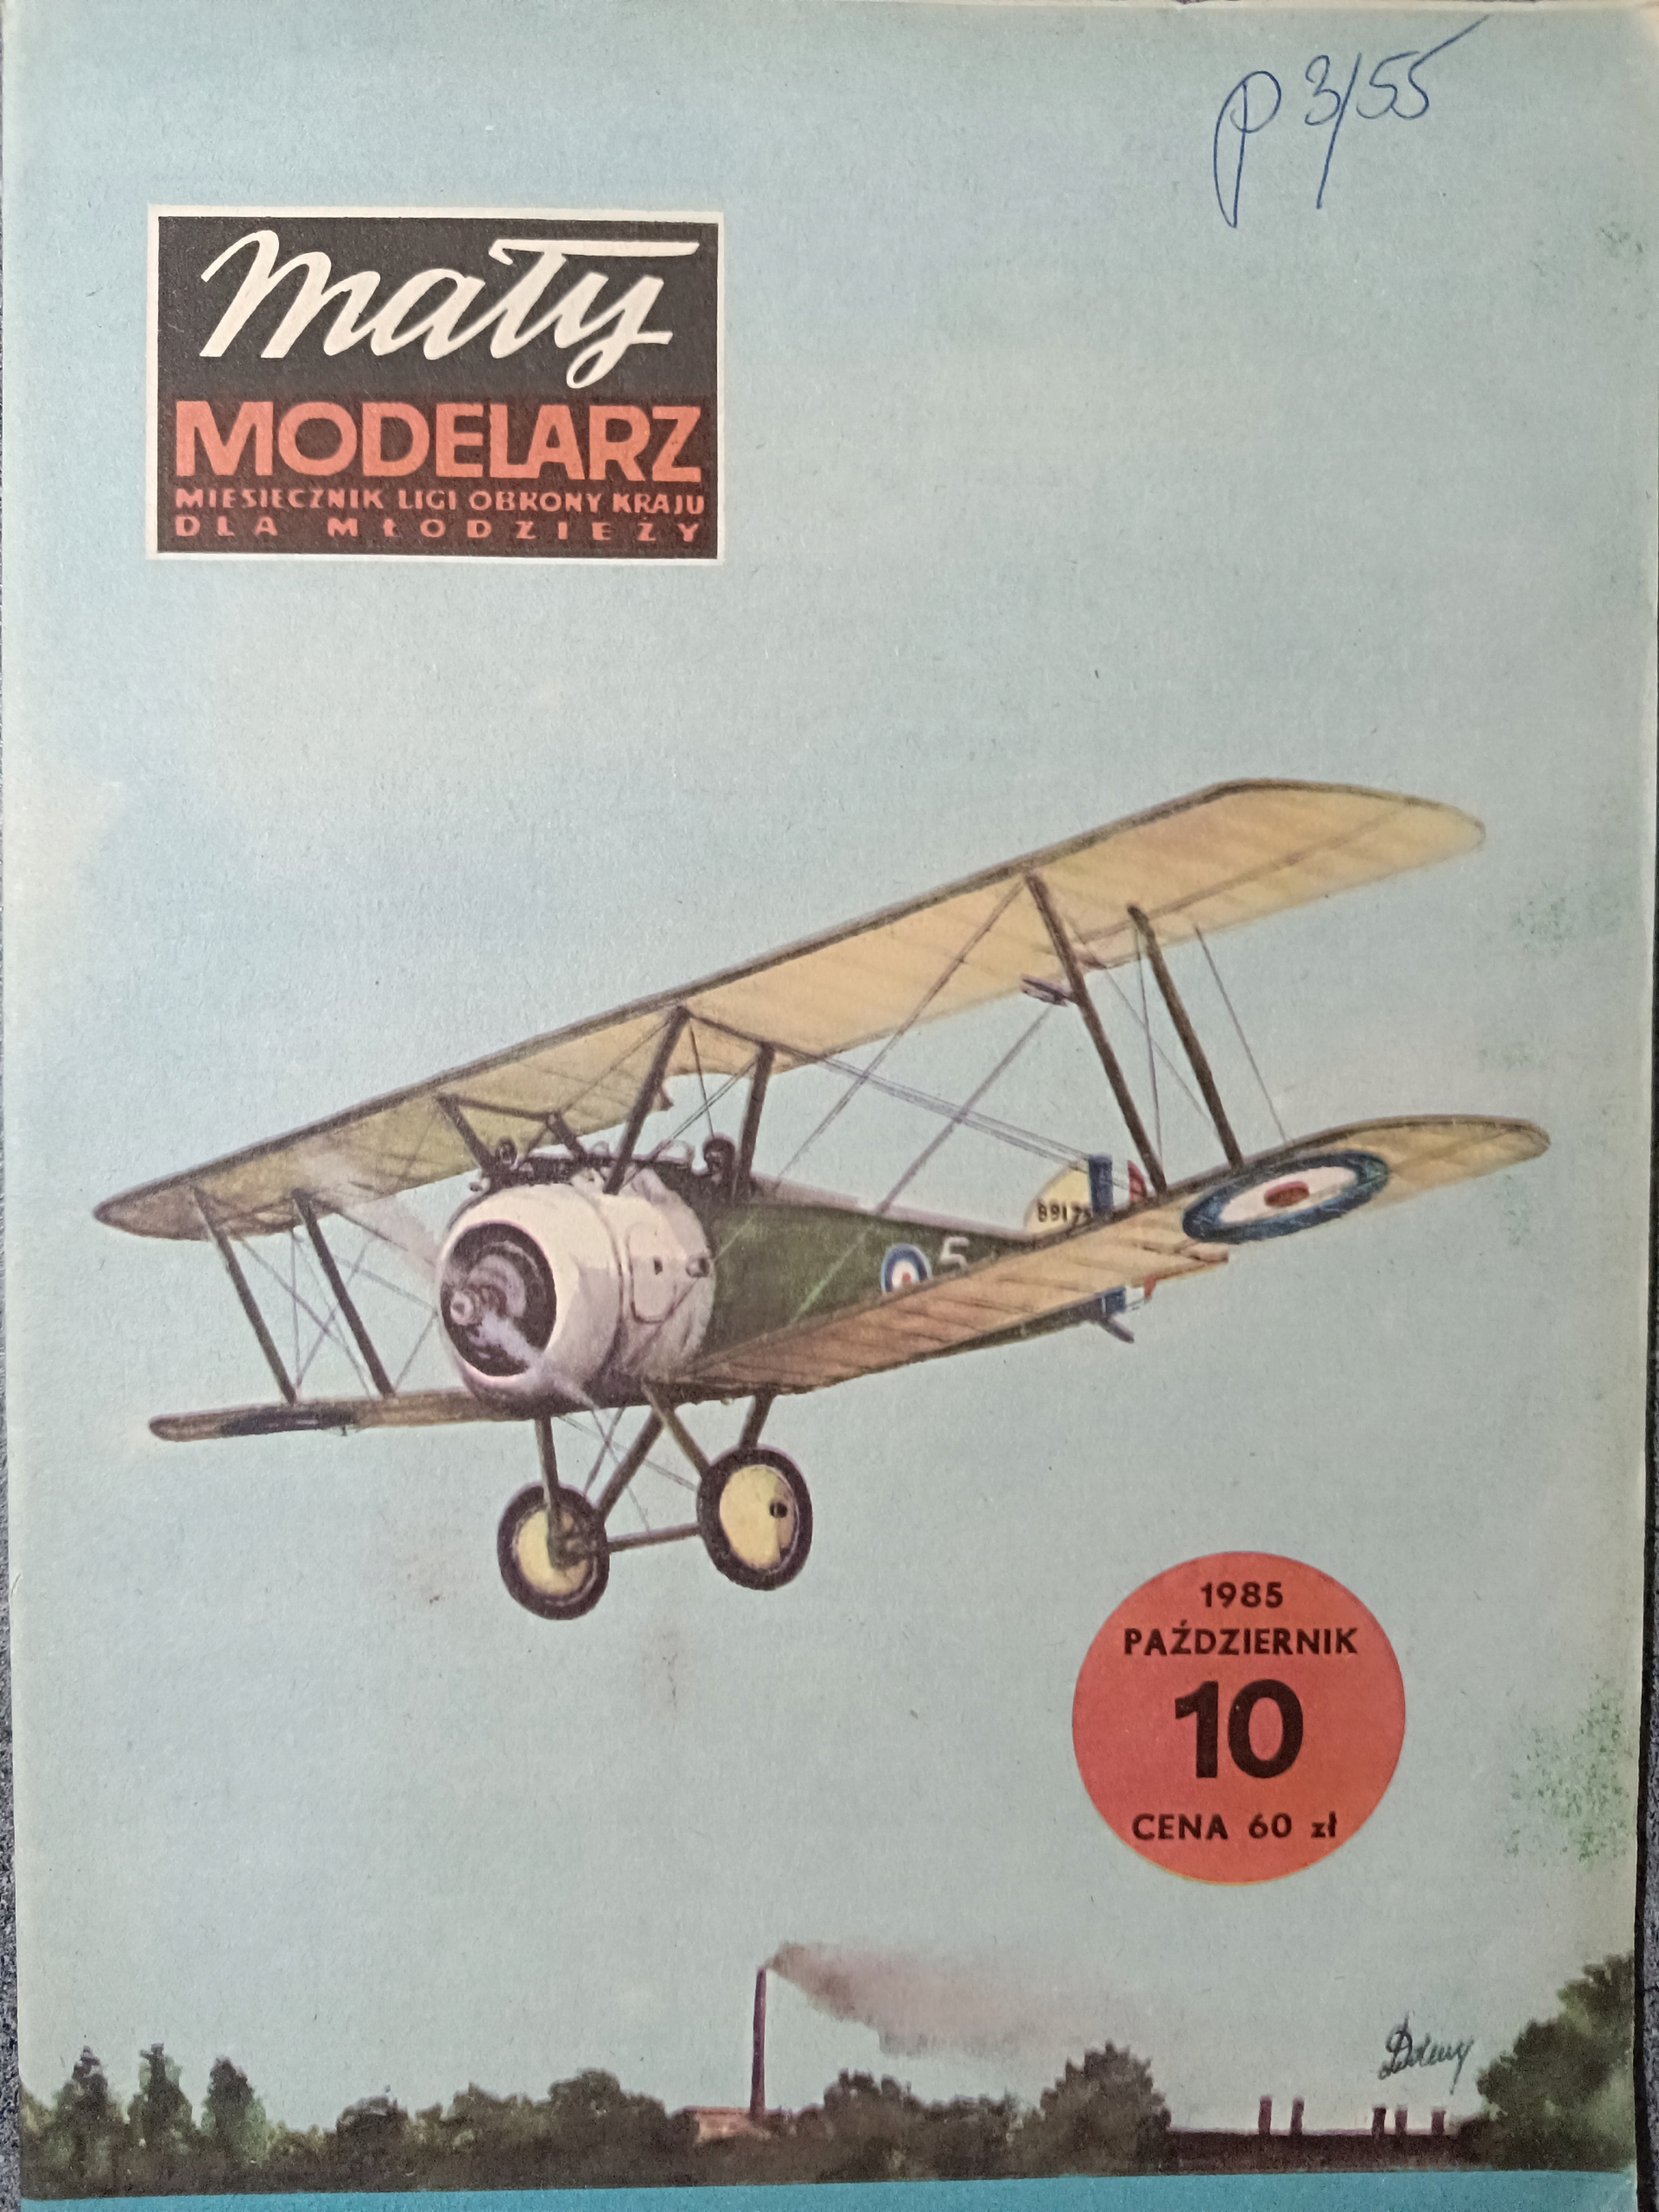 p 3/55
mały
MODELARZ
MIESIĘCZNIK LIGI OBRONY KRAJU
DLA MŁODZIEŻY
5
1985
PAŹDZIERNIK
10
CENA 60 zł